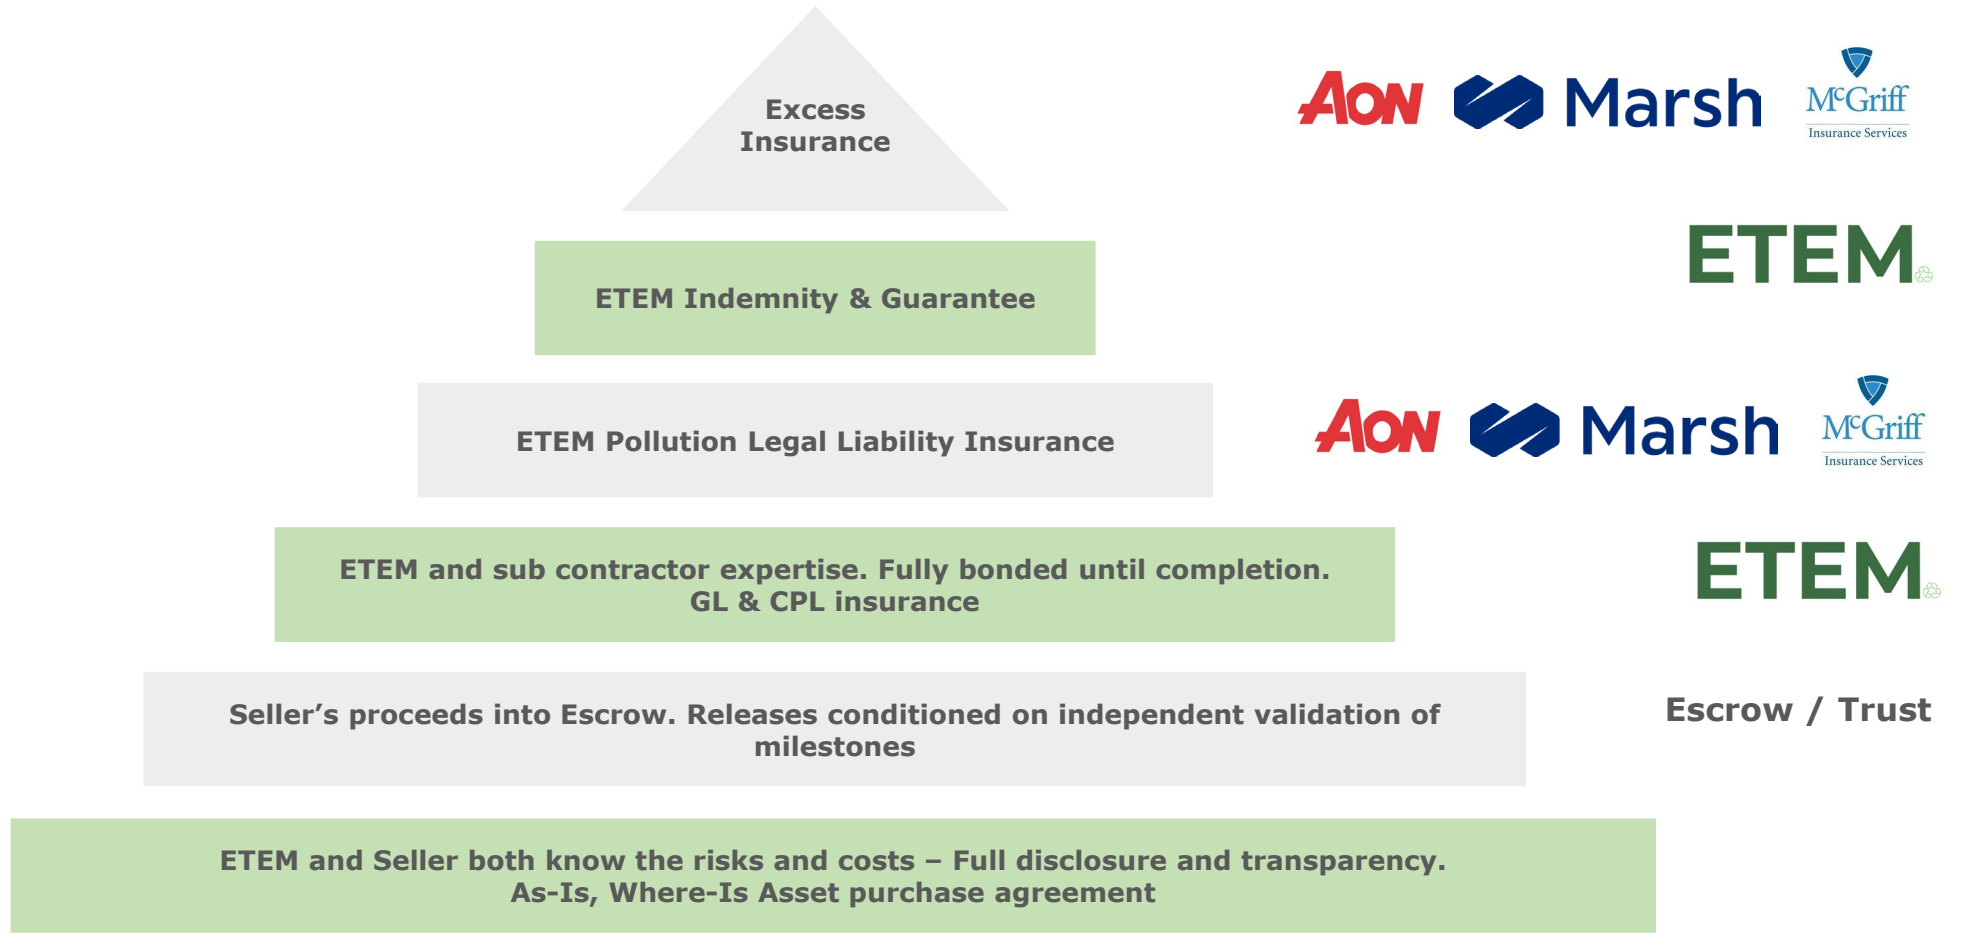 Excess
Insurance
AON Marsh McGriff
Insurance Services
ETEM Indemnity & Guarantee
ETEM
ETEM Pollution Legal Liability Insurance
AON Marsh McGriff
Insurance Services
ETEM and sub contractor expertise. Fully bonded until completion.
GL & CPL insurance
ETEM
Seller’s proceeds into Escrow. Releases conditioned on independent validation of
milestones
Escrow / Trust
ETEM and Seller both know the risks and costs – Full disclosure and transparency.
As-Is, Where-Is Asset purchase agreement